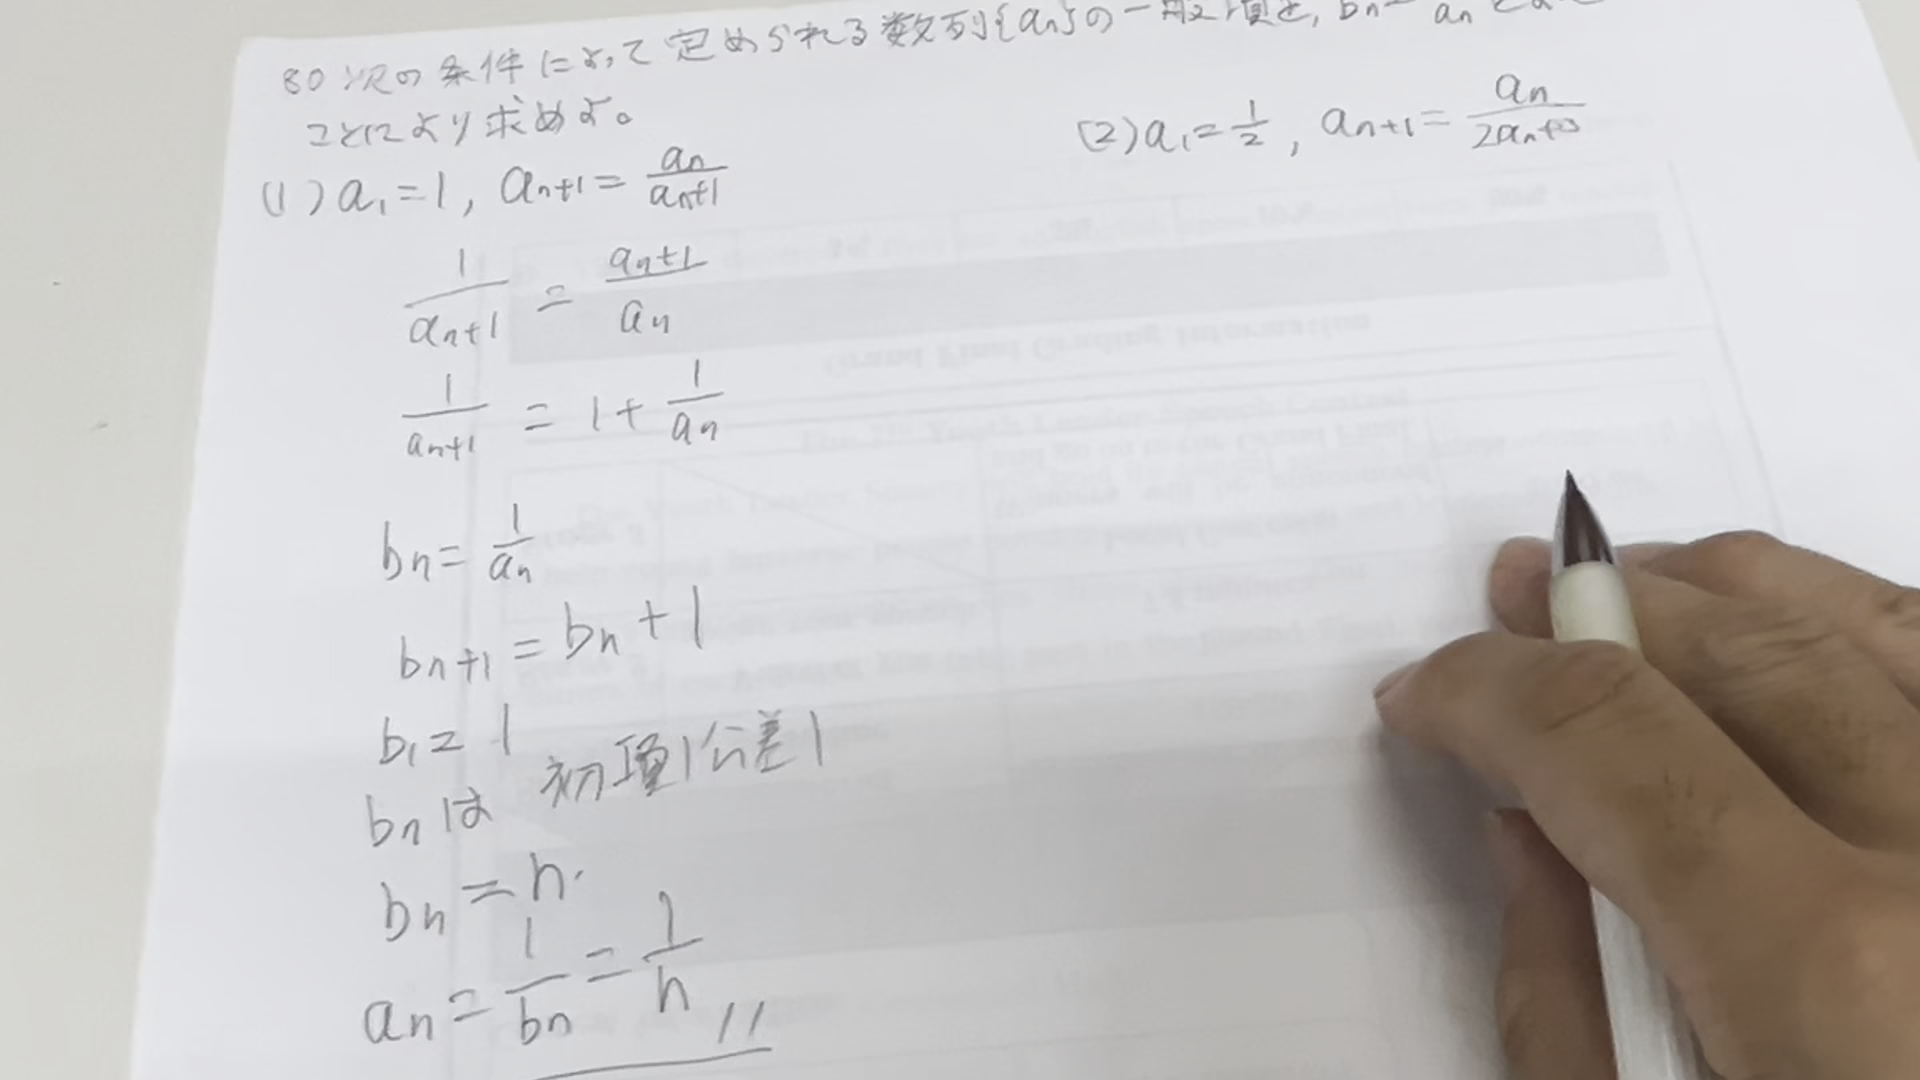 80 次の条件によって定められる数列{an}の一般項を, bn=
ことにより求めよ。
(1) a₁=1, an+1= an/an+1
(2) a₁=1/2, an+1= an/2an+3
1/an+1 = an+1/an
1/an+1 = 1+ 1/an
bn= 1/an
bn+1 = bn+1
b₁= 1
bnは 初項1公差1
bn = n.
an= 1/bn = 1/n //